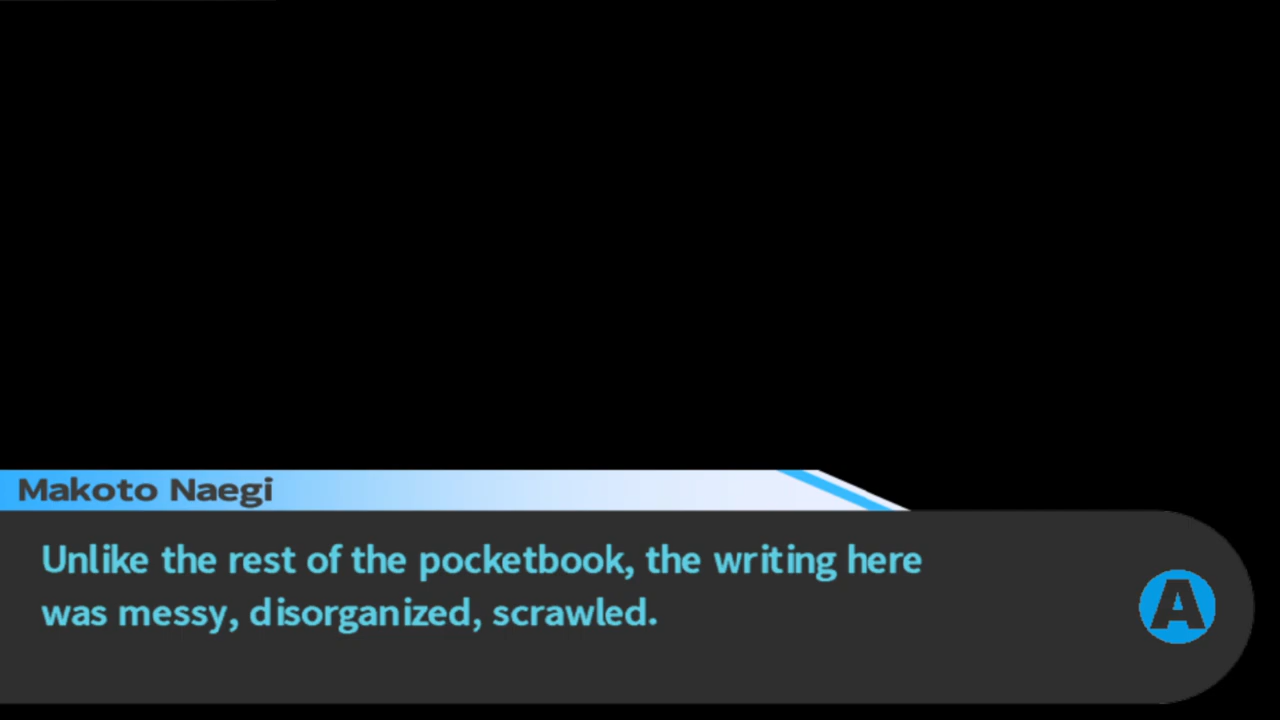 Makoto Naegi
Unlike the rest of the pocketbook, the writing here
was messy, disorganized, scrawled.
A